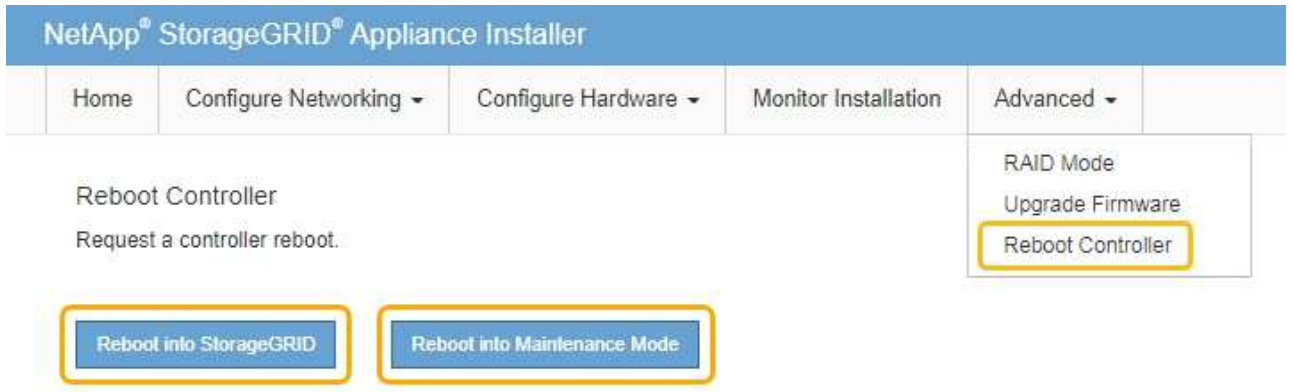 NetApp® StorageGRID® Appliance Installer
Home Configure Networking Configure Hardware Monitor Installation Advanced
RAID Mode
Upgrade Firmware
Reboot Controller
Reboot Controller
Request a controller reboot.
Reboot into StorageGRID Reboot into Maintenance Mode